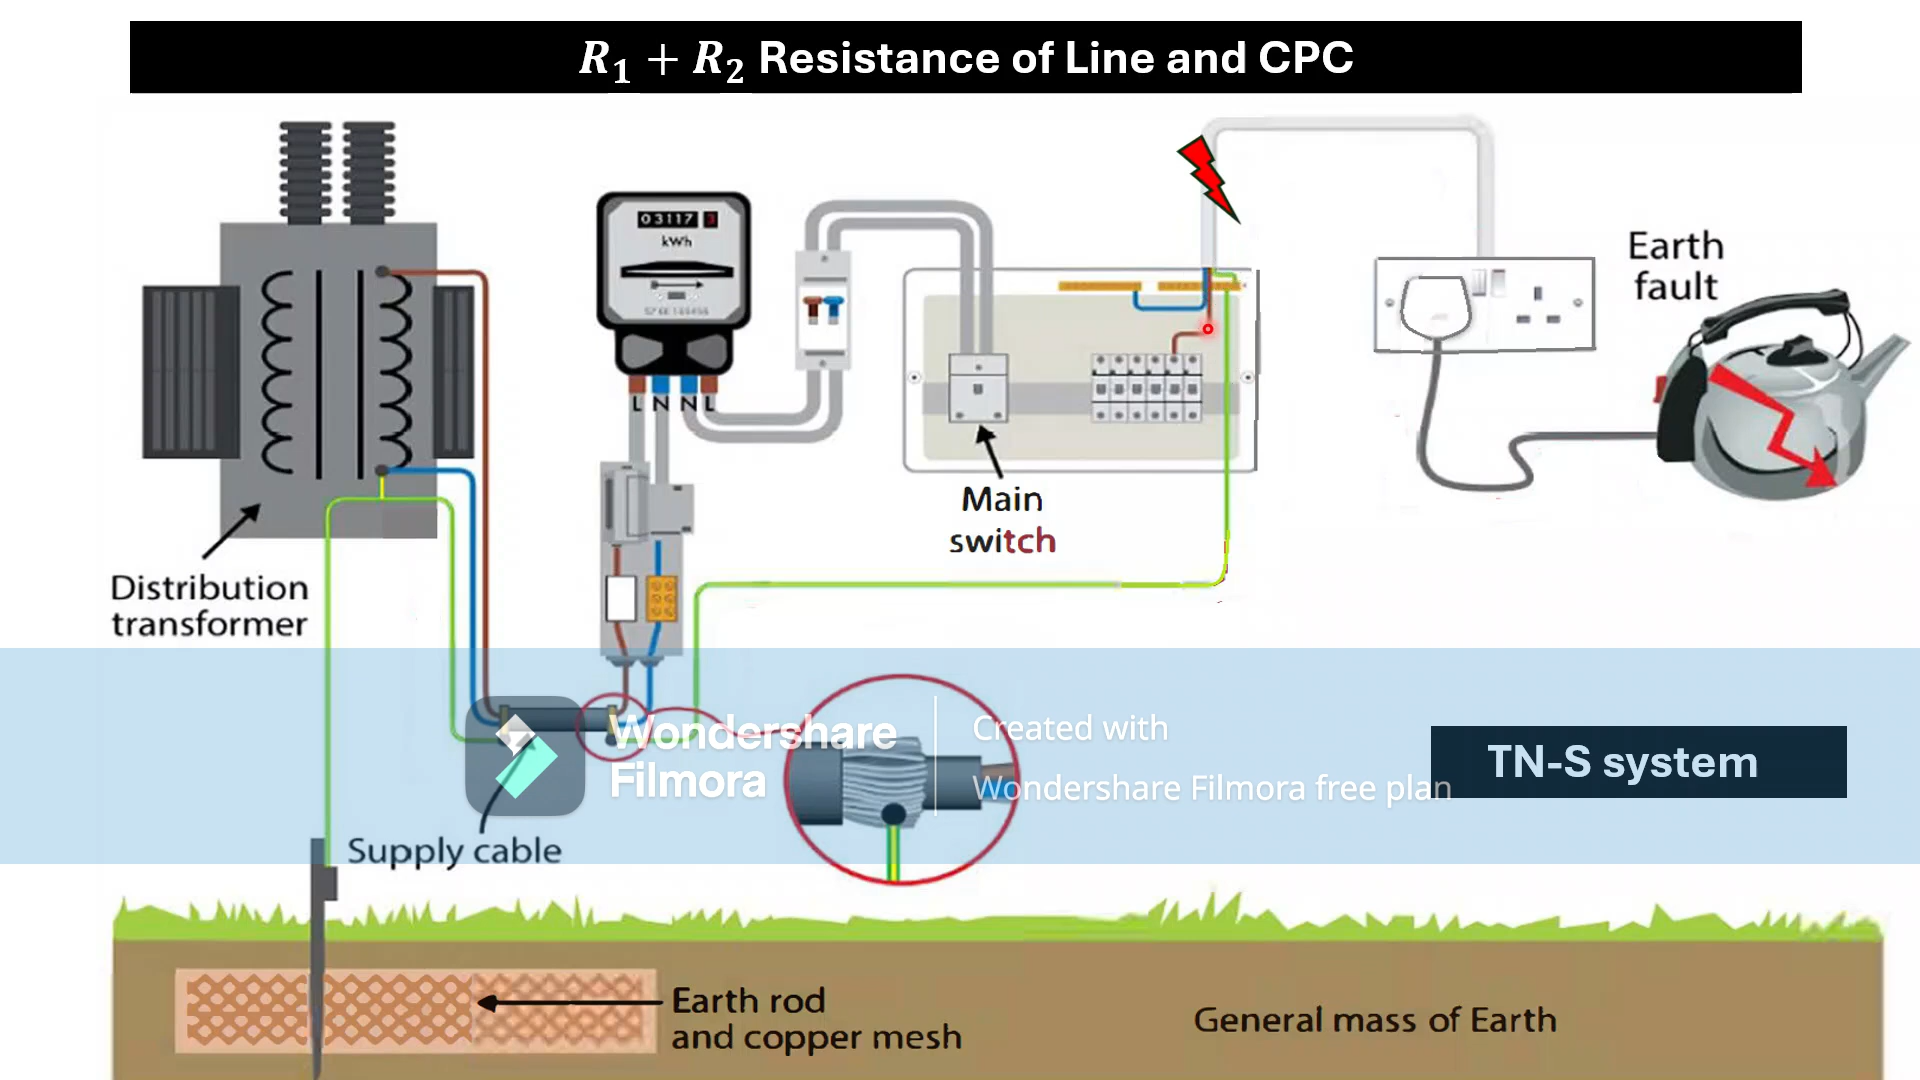 R₁ + R₂ Resistance of Line and CPC
03117 3
kWh
L N N L
Earth
fault
Main
switch
Distribution
transformer
Wondershare
Filmora
Created with
Wondershare Filmora free plan
TN-S system
Supply cable
Earth rod
and copper mesh
General mass of Earth